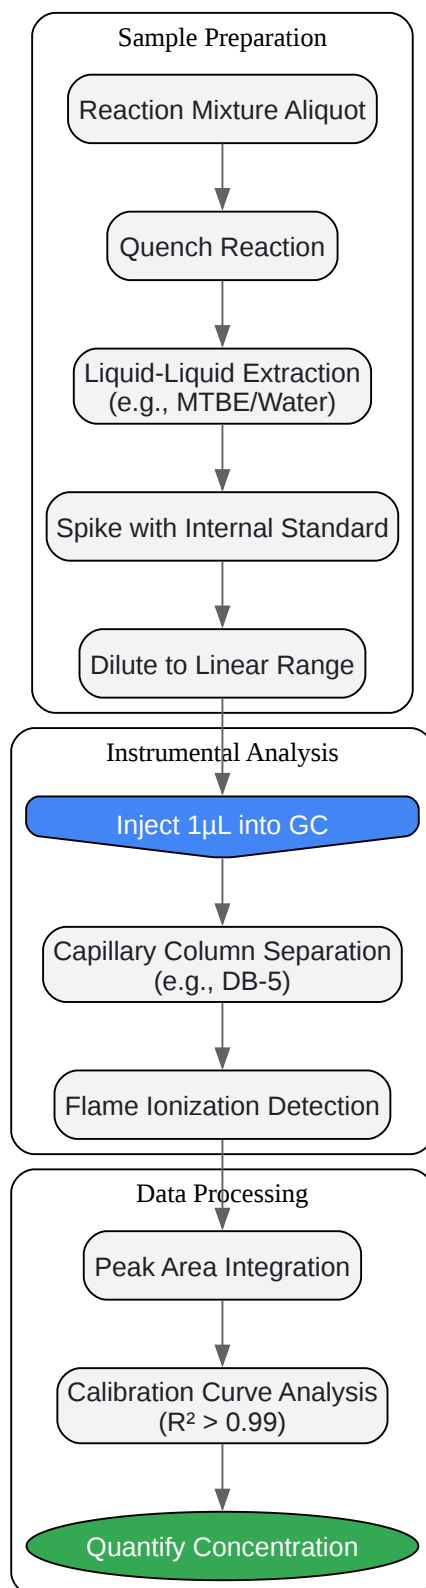 Sample Preparation
Reaction Mixture Aliquot
Quench Reaction
Liquid-Liquid Extraction
(e.g., MTBE/Water)
Spike with Internal Standard
Dilute to Linear Range
Instrumental Analysis
Inject 1µL into GC
Capillary Column Separation
(e.g., DB-5)
Flame Ionization Detection
Data Processing
Peak Area Integration
Calibration Curve Analysis
(R² > 0.99)
Quantify Concentration